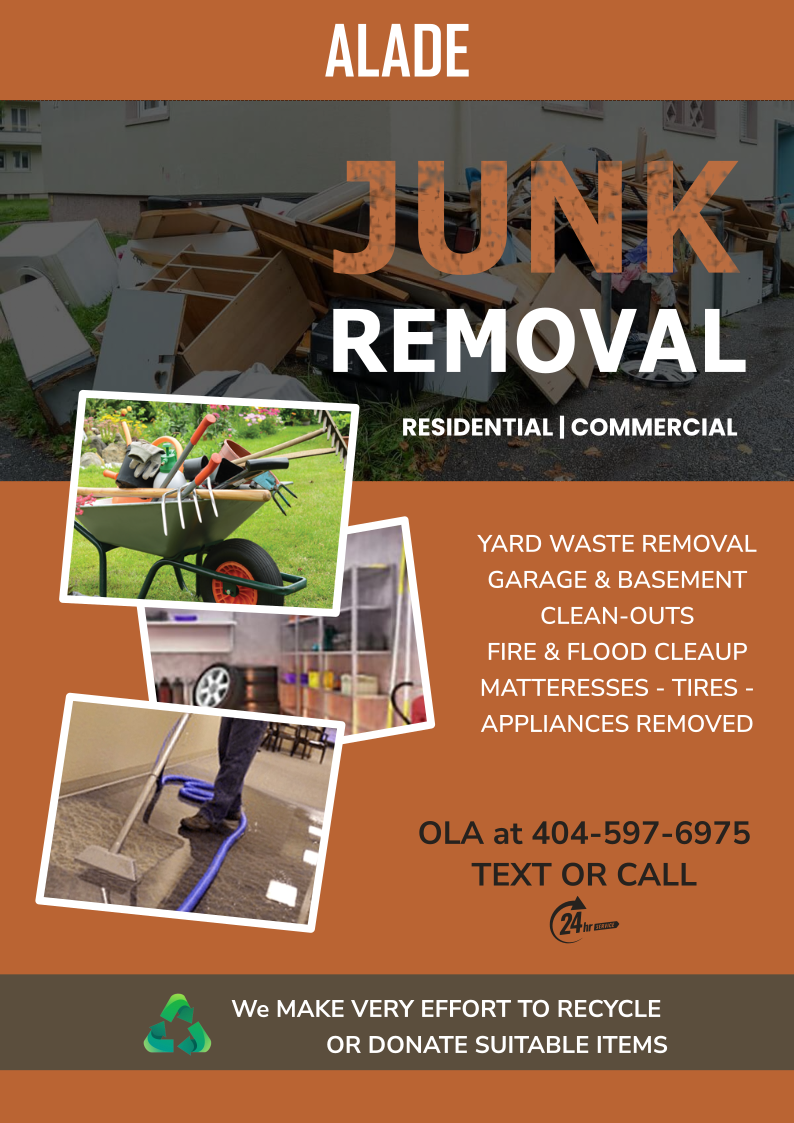 ALADE
JUNK
REMOVAL
RESIDENTIAL | COMMERCIAL
YARD WASTE REMOVAL
GARAGE & BASEMENT
CLEAN-OUTS
FIRE & FLOOD CLEAUP
MATTERESSES - TIRES -
APPLIANCES REMOVED
OLA at 404-597-6975
TEXT OR CALL
24 hr SERVICE
We MAKE VERY EFFORT TO RECYCLE
OR DONATE SUITABLE ITEMS